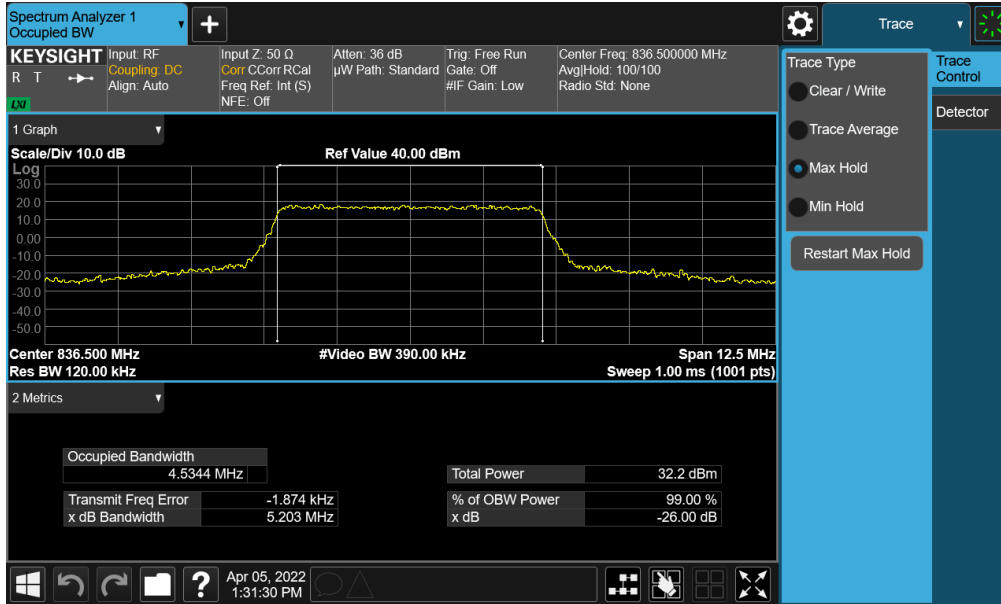 Spectrum Analyzer 1
Occupied BW
+
Trace
KEYSIGHT
R T
LXI
Input: RF
Coupling: DC
Align: Auto
Input Z: 50 Ω
Corr CCorr RCal
Freq Ref: Int (S)
NFE: Off
Atten: 36 dB
µW Path: Standard
Trig: Free Run
Gate: Off
#IF Gain: Low
Center Freq: 836.500000 MHz
Avg|Hold: 100/100
Radio Std: None
Trace Type
Clear / Write
Trace Average
Max Hold
Min Hold
Restart Max Hold
Trace
Control
Detector
1 Graph
Scale/Div 10.0 dB
Ref Value 40.00 dBm
Log
30.0
20.0
10.0
0.00
-10.0
-20.0
-30.0
-40.0
-50.0
Center 836.500 MHz
#Video BW 390.00 kHz
Span 12.5 MHz
Res BW 120.00 kHz
Sweep 1.00 ms (1001 pts)
2 Metrics
Occupied Bandwidth
4.5344 MHz
Total Power 32.2 dBm
Transmit Freq Error -1.874 kHz
% of OBW Power 99.00 %
x dB Bandwidth 5.203 MHz
x dB -26.00 dB
?
Apr 05, 2022
1:31:30 PM